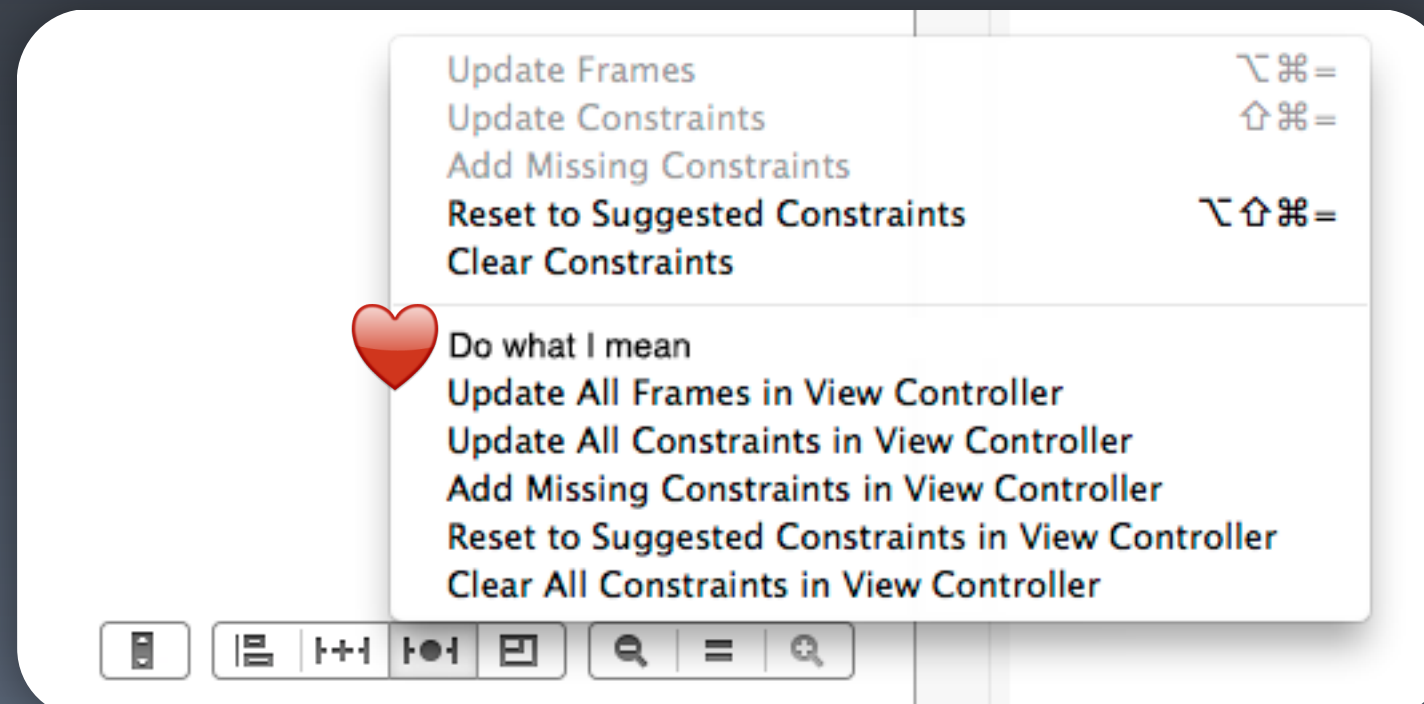 Update Frames ⌥⌘=
Update Constraints ⇧⌘=
Add Missing Constraints
Reset to Suggested Constraints ⌥⇧⌘=
Clear Constraints
Do what I mean
Update All Frames in View Controller
Update All Constraints in View Controller
Add Missing Constraints in View Controller
Reset to Suggested Constraints in View Controller
Clear All Constraints in View Controller